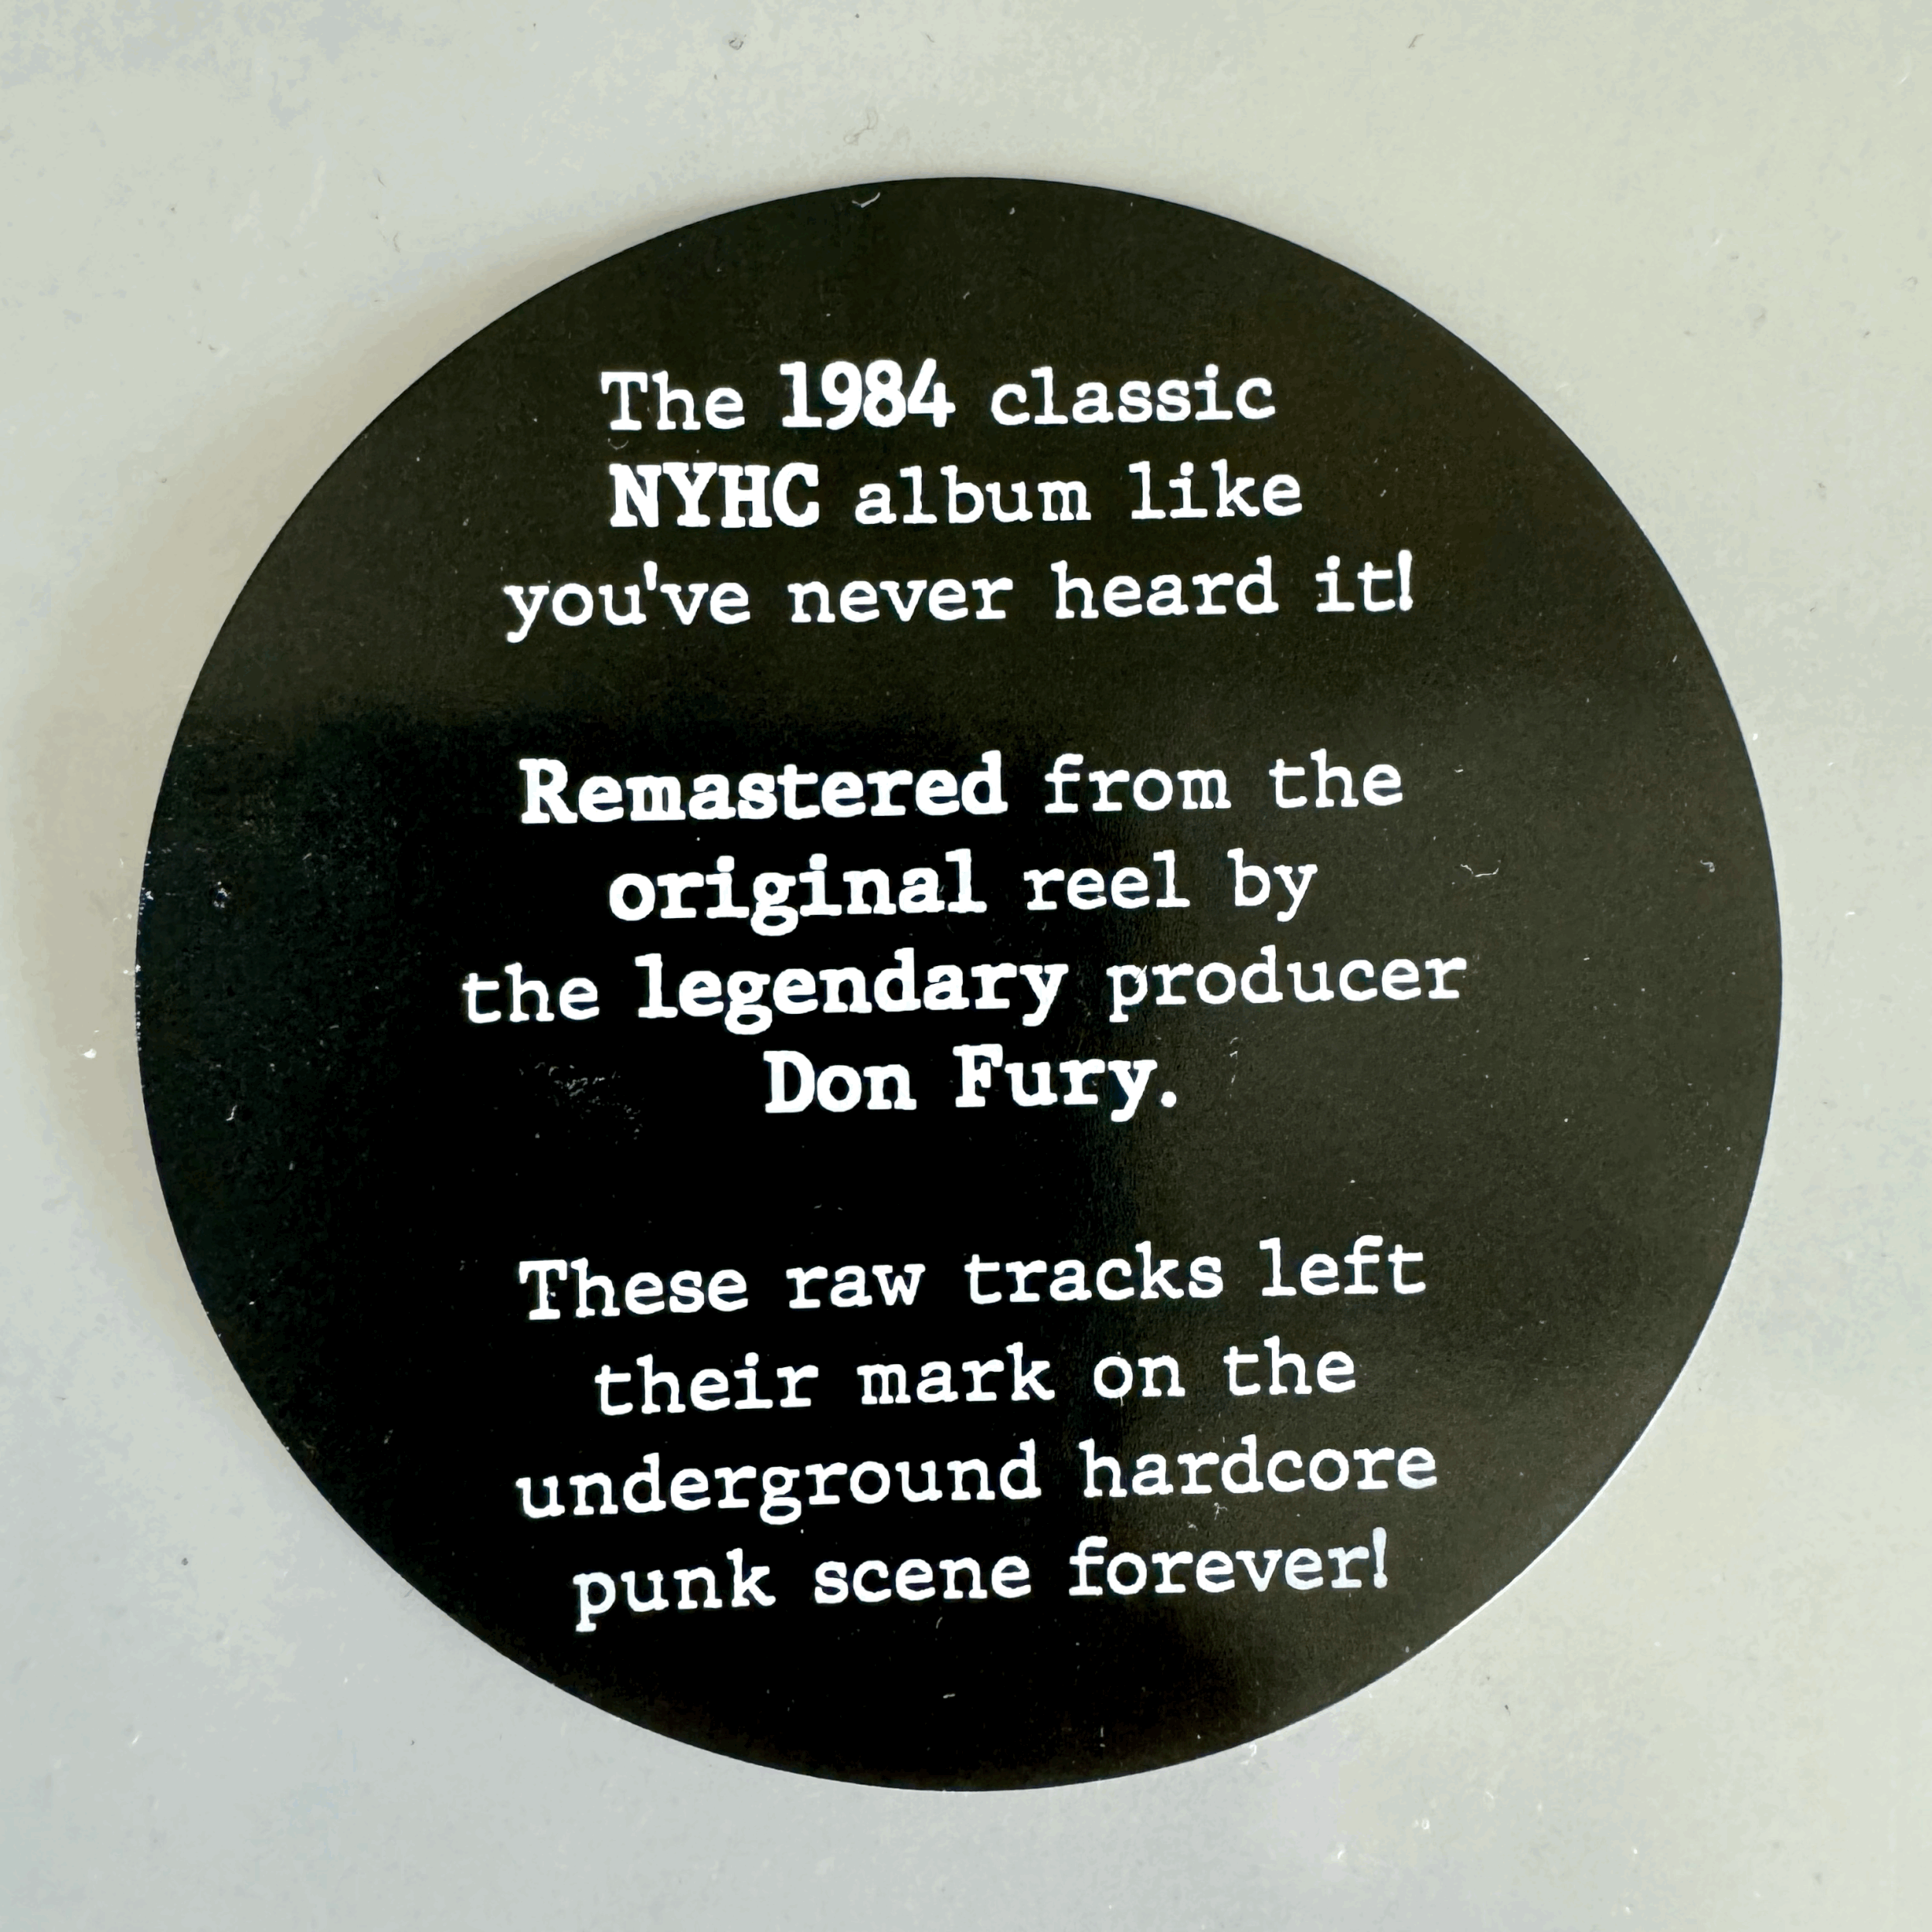 The 1984 classic
NYHC album like
you've never heard it!
Remastered from the
original reel by
the legendary producer
Don Fury.
These raw tracks left
their mark on the
underground hardcore
punk scene forever!